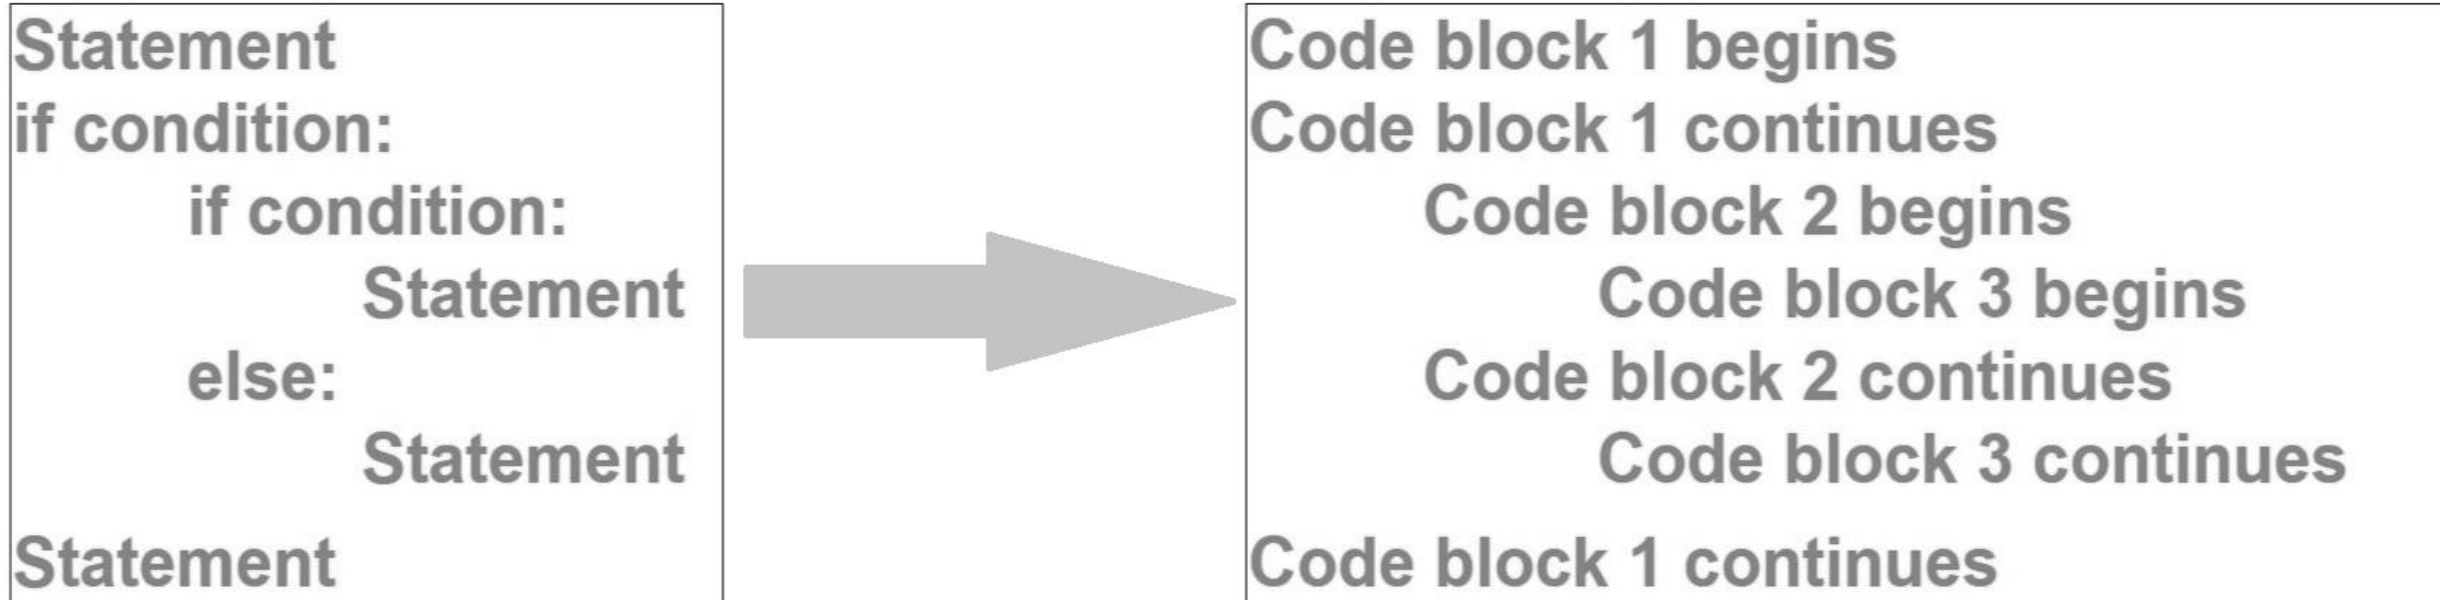 Statement
if condition:
if condition:
Statement
else:
Statement
Statement
Code block 1 begins
Code block 1 continues
Code block 2 begins
Code block 3 begins
Code block 2 continues
Code block 3 continues
Code block 1 continues